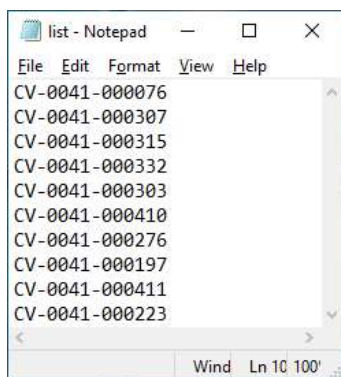 list - Notepad
File Edit Format View Help
CV-0041-000076
CV-0041-000307
CV-0041-000315
CV-0041-000332
CV-0041-000303
CV-0041-000410
CV-0041-000276
CV-0041-000197
CV-0041-000411
CV-0041-000223
Wind Ln 10 100'